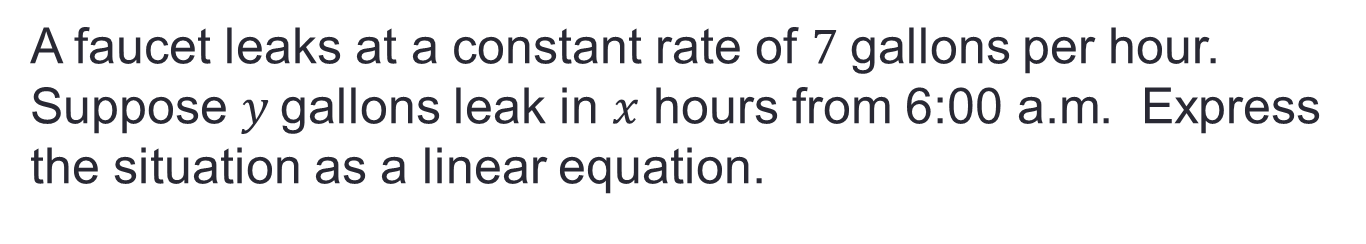 A faucet leaks at a constant rate of 7 gallons per hour.
Suppose y gallons leak in x hours from 6:00 a.m.  Express
the situation as a linear equation.